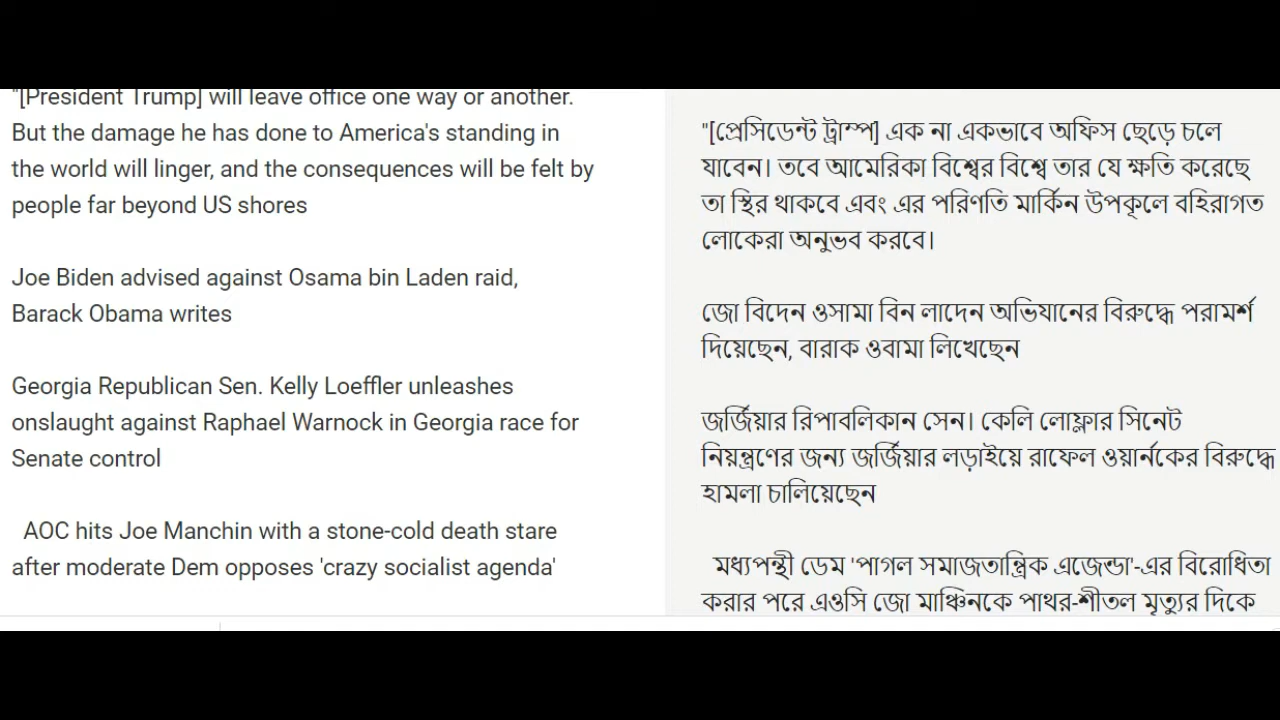 "[President Trump] will leave office one way or another.
But the damage he has done to America's standing in
the world will linger, and the consequences will be felt by
people far beyond US shores
Joe Biden advised against Osama bin Laden raid,
Barack Obama writes
Georgia Republican Sen. Kelly Loeffler unleashes
onslaught against Raphael Warnock in Georgia race for
Senate control
AOC hits Joe Manchin with a stone-cold death stare
after moderate Dem opposes 'crazy socialist agenda'
"[প্রেসিডেন্ট ট্রাম্প] এক না একভাবে অফিস ছেড়ে চলে
যাবেন। তবে আমেরিকা বিশ্বের বিশ্বে তার যে ক্ষতি করেছে
তা স্থির থাকবে এবং এর পরিণতি মার্কিন উপকূলে বহিরাগত
লোকেরা অনুভব করবে।
জো বিদেন ওসামা বিন লাদেন অভিযানের বিরুদ্ধে পরামর্শ
দিয়েছেন, বারাক ওবামা লিখেছেন
জর্জিয়ার রিপাবলিকান সেন। কেলি লোফ্লার সিনেট
নিয়ন্ত্রণের জন্য জর্জিয়ার লড়াইয়ে রাফেল ওয়ার্নকের বিরুদ্ধে
হামলা চালিয়েছেন
মধ্যপন্থী ডেম 'পাগল সমাজতান্ত্রিক এজেন্ডা'-এর বিরোধিতা
করার পরে এওসি জো মাঞ্চিনকে পাথর-শীতল মৃত্যুর দিকে